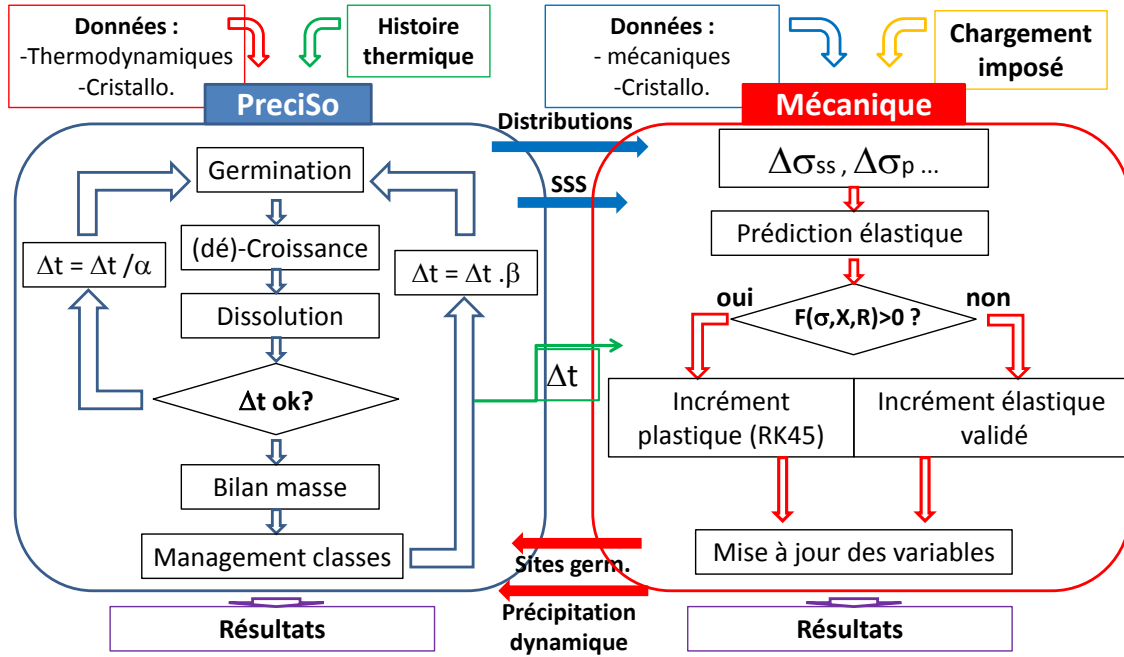 Données :
-Thermodynamiques
-Cristallo.
Histoire
thermique
PreciSo
Germination
(dé)-Croissance
Δt = Δt /α
Δt = Δt .β
Dissolution
Δt ok?
Bilan masse
Management classes
Résultats
Distributions
SSS
Δt
Sites germ.
Précipitation
dynamique
Données :
- mécaniques
-Cristallo.
Chargement
imposé
Mécanique
Δσss , Δσp ...
Prédiction élastique
oui
non
F(σ,X,R)>0 ?
Incrément
plastique (RK45)
Incrément élastique
validé
Mise à jour des variables
Résultats